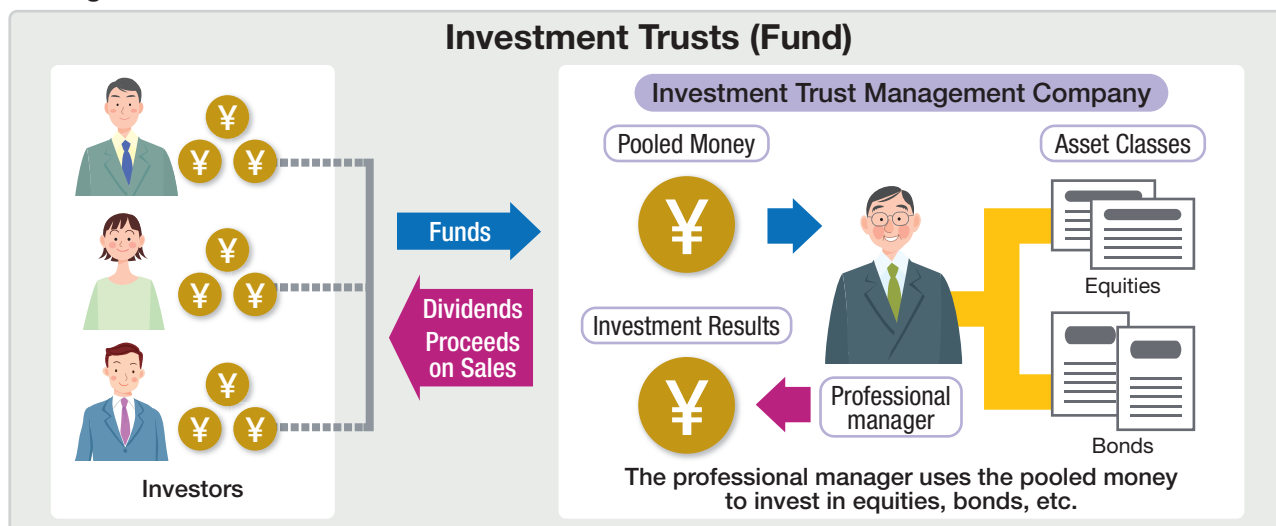 Investment Trusts (Fund)
¥
¥ ¥
¥
¥ ¥
¥
¥ ¥
Investors
Funds
Dividends
Proceeds
on Sales
Investment Trust Management Company
Pooled Money
¥
Asset Classes
Equities
Investment Results
¥
Professional
manager
Bonds
The professional manager uses the pooled money
to invest in equities, bonds, etc.